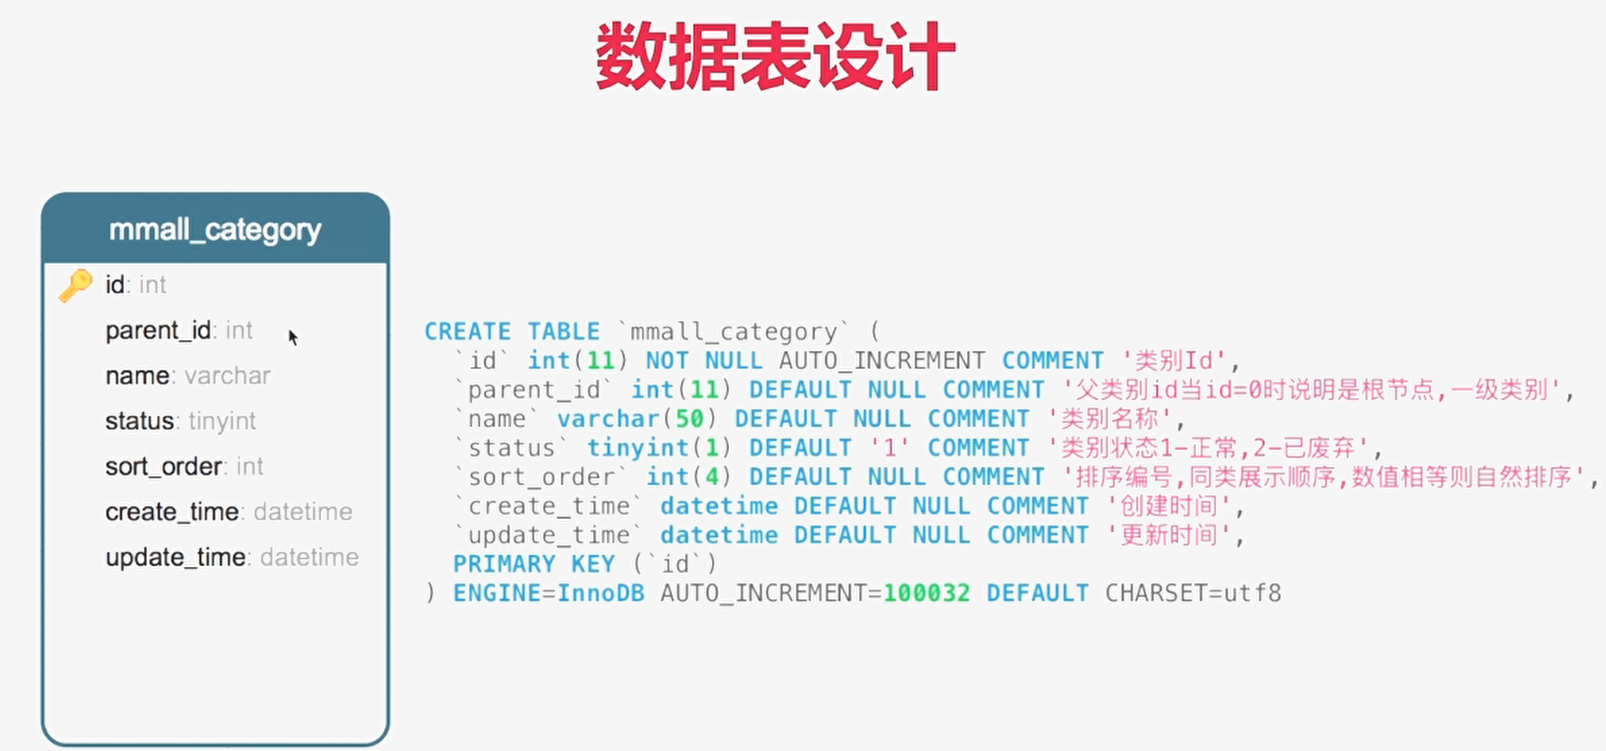 数据表设计
mmall_category
id: int
parent_id: int
name: varchar
status: tinyint
sort_order: int
create_time: datetime
update_time: datetime
CREATE TABLE `mmall_category` (
`id` int(11) NOT NULL AUTO_INCREMENT COMMENT '类别Id',
`parent_id` int(11) DEFAULT NULL COMMENT '父类别id当id=0时说明是根节点,一级类别',
`name` varchar(50) DEFAULT NULL COMMENT '类别名称',
`status` tinyint(1) DEFAULT '1' COMMENT '类别状态1-正常,2-已废弃',
`sort_order` int(4) DEFAULT NULL COMMENT '排序编号,同类展示顺序,数值相等则自然排序',
`create_time` datetime DEFAULT NULL COMMENT '创建时间',
`update_time` datetime DEFAULT NULL COMMENT '更新时间',
PRIMARY KEY (`id`)
) ENGINE=InnoDB AUTO_INCREMENT=100032 DEFAULT CHARSET=utf8